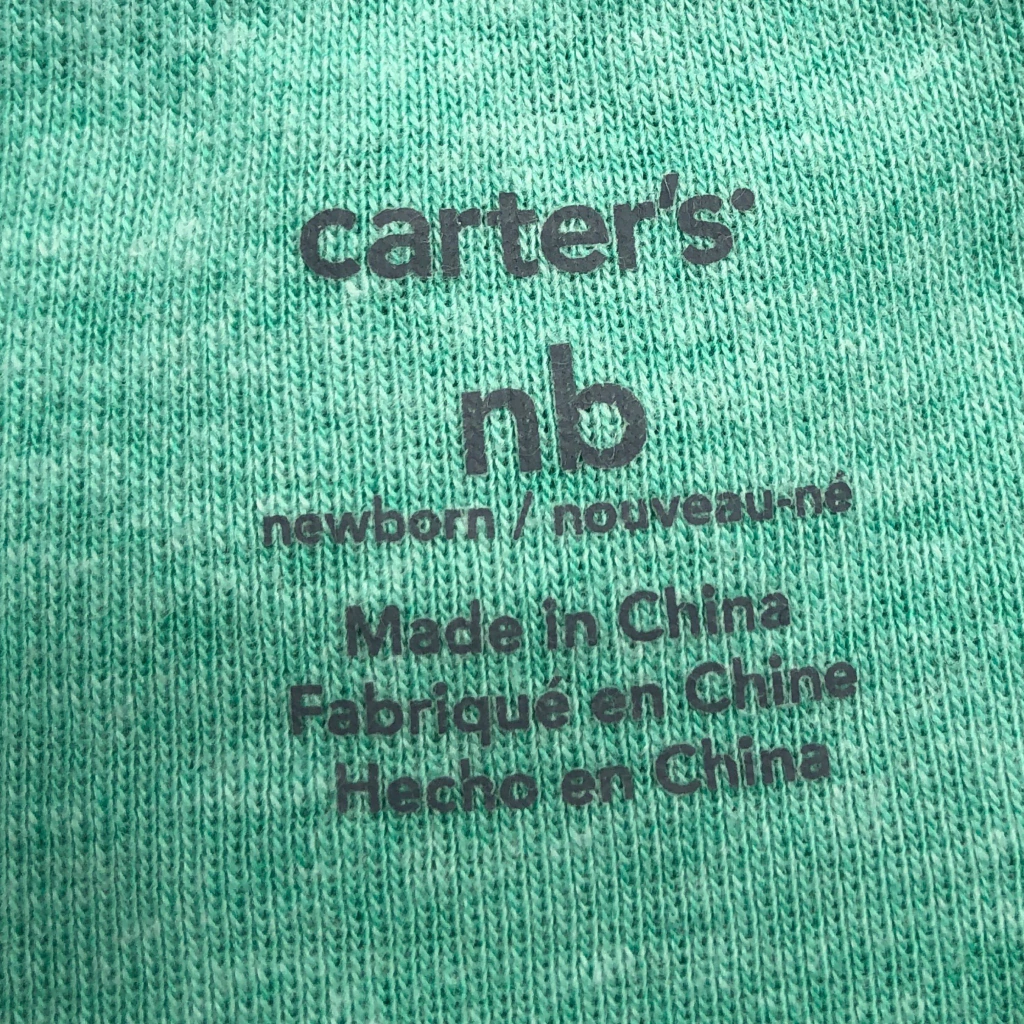 carter's
nb
newborn / nouveau-né
Made in China
Fabriqué en Chine
Hecho en China